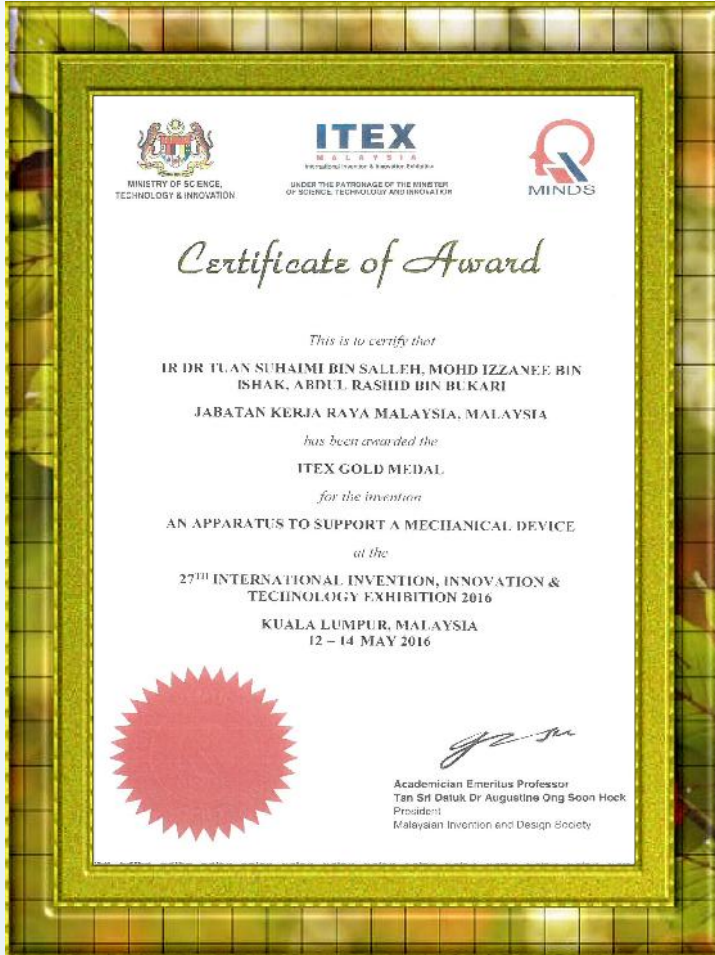 MINISTRY OF SCIENCE,
TECHNOLOGY & INNOVATION
ITEX
MALAYSIA
International Invention & Innovation Exhibition
UNDER THE PATRONAGE OF THE MINISTER
OF SCIENCE, TECHNOLOGY AND INNOVATION
MINDS
Certificate of Award
This is to certify that
IR DR TUAN SUHAIMI BIN SALLEH, MOHD IZZANEE BIN
ISHAK, ABDUL RASHID BIN BUKARI
JABATAN KERJA RAYA MALAYSIA, MALAYSIA
has been awarded the
ITEX GOLD MEDAL
for the invention
AN APPARATUS TO SUPPORT A MECHANICAL DEVICE
at the
27TH INTERNATIONAL INVENTION, INNOVATION &
TECHNOLOGY EXHIBITION 2016
KUALA LUMPUR, MALAYSIA
12 – 14 MAY 2016
Academician Emeritus Professor
Tan Sri Datuk Dr Augustine Ong Soon Hock
President
Malaysian Invention and Design Society